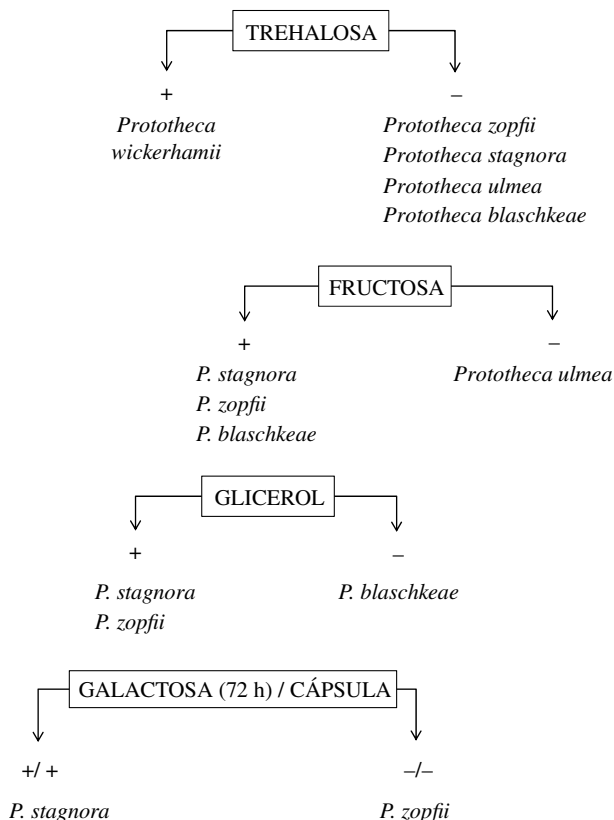 TREHALOSA
+ –
Prototheca wickerhamii
Prototheca zopfii
Prototheca stagnora
Prototheca ulmea
Prototheca blaschkeae
FRUCTOSA
+ –
P. stagnora
P. zopfii
P. blaschkeae
Prototheca ulmea
GLICEROL
+ –
P. stagnora
P. zopfii
P. blaschkeae
GALACTOSA (72 h) / CÁPSULA
+/ + –/–
P. stagnora P. zopfii